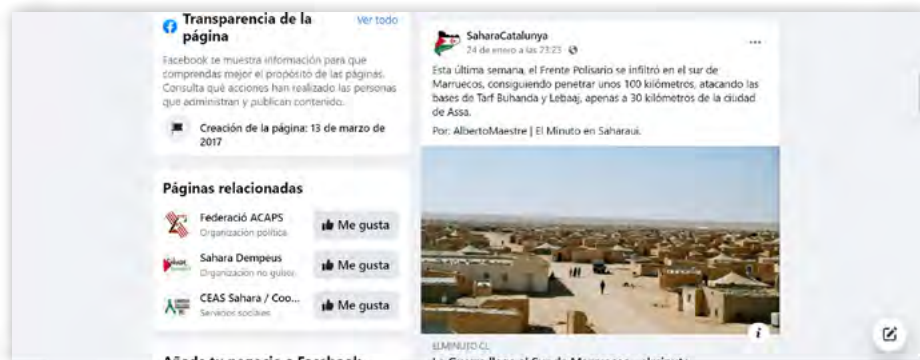 Transparencia de la
página
Ver todo
Facebook te muestra información para que
comprendas mejor el propósito de las páginas.
Consulta qué acciones han realizado las personas
que administran y publican contenido.
Creación de la página: 13 de marzo de
2017
Páginas relacionadas
Federació ACAPS
Organización política
Me gusta
Sahara Dempeus
Organización no guber
Me gusta
CEAS Sahara / Coo...
Servicios sociales
Me gusta
Añade tu negocio a Facebook
SaharaCatalunya
24 de enero a las 23:23
Esta última semana, el Frente Polisario se infiltró en el sur de
Marruecos, consiguiendo penetrar unos 100 kilómetros, atacando las
bases de Tarf Buhanda y Lebaaj, apenas a 30 kilómetros de la ciudad
de Assa.
Por: AlbertoMaestre | El Minuto en Saharaui.
i
ELMINUTO.CL